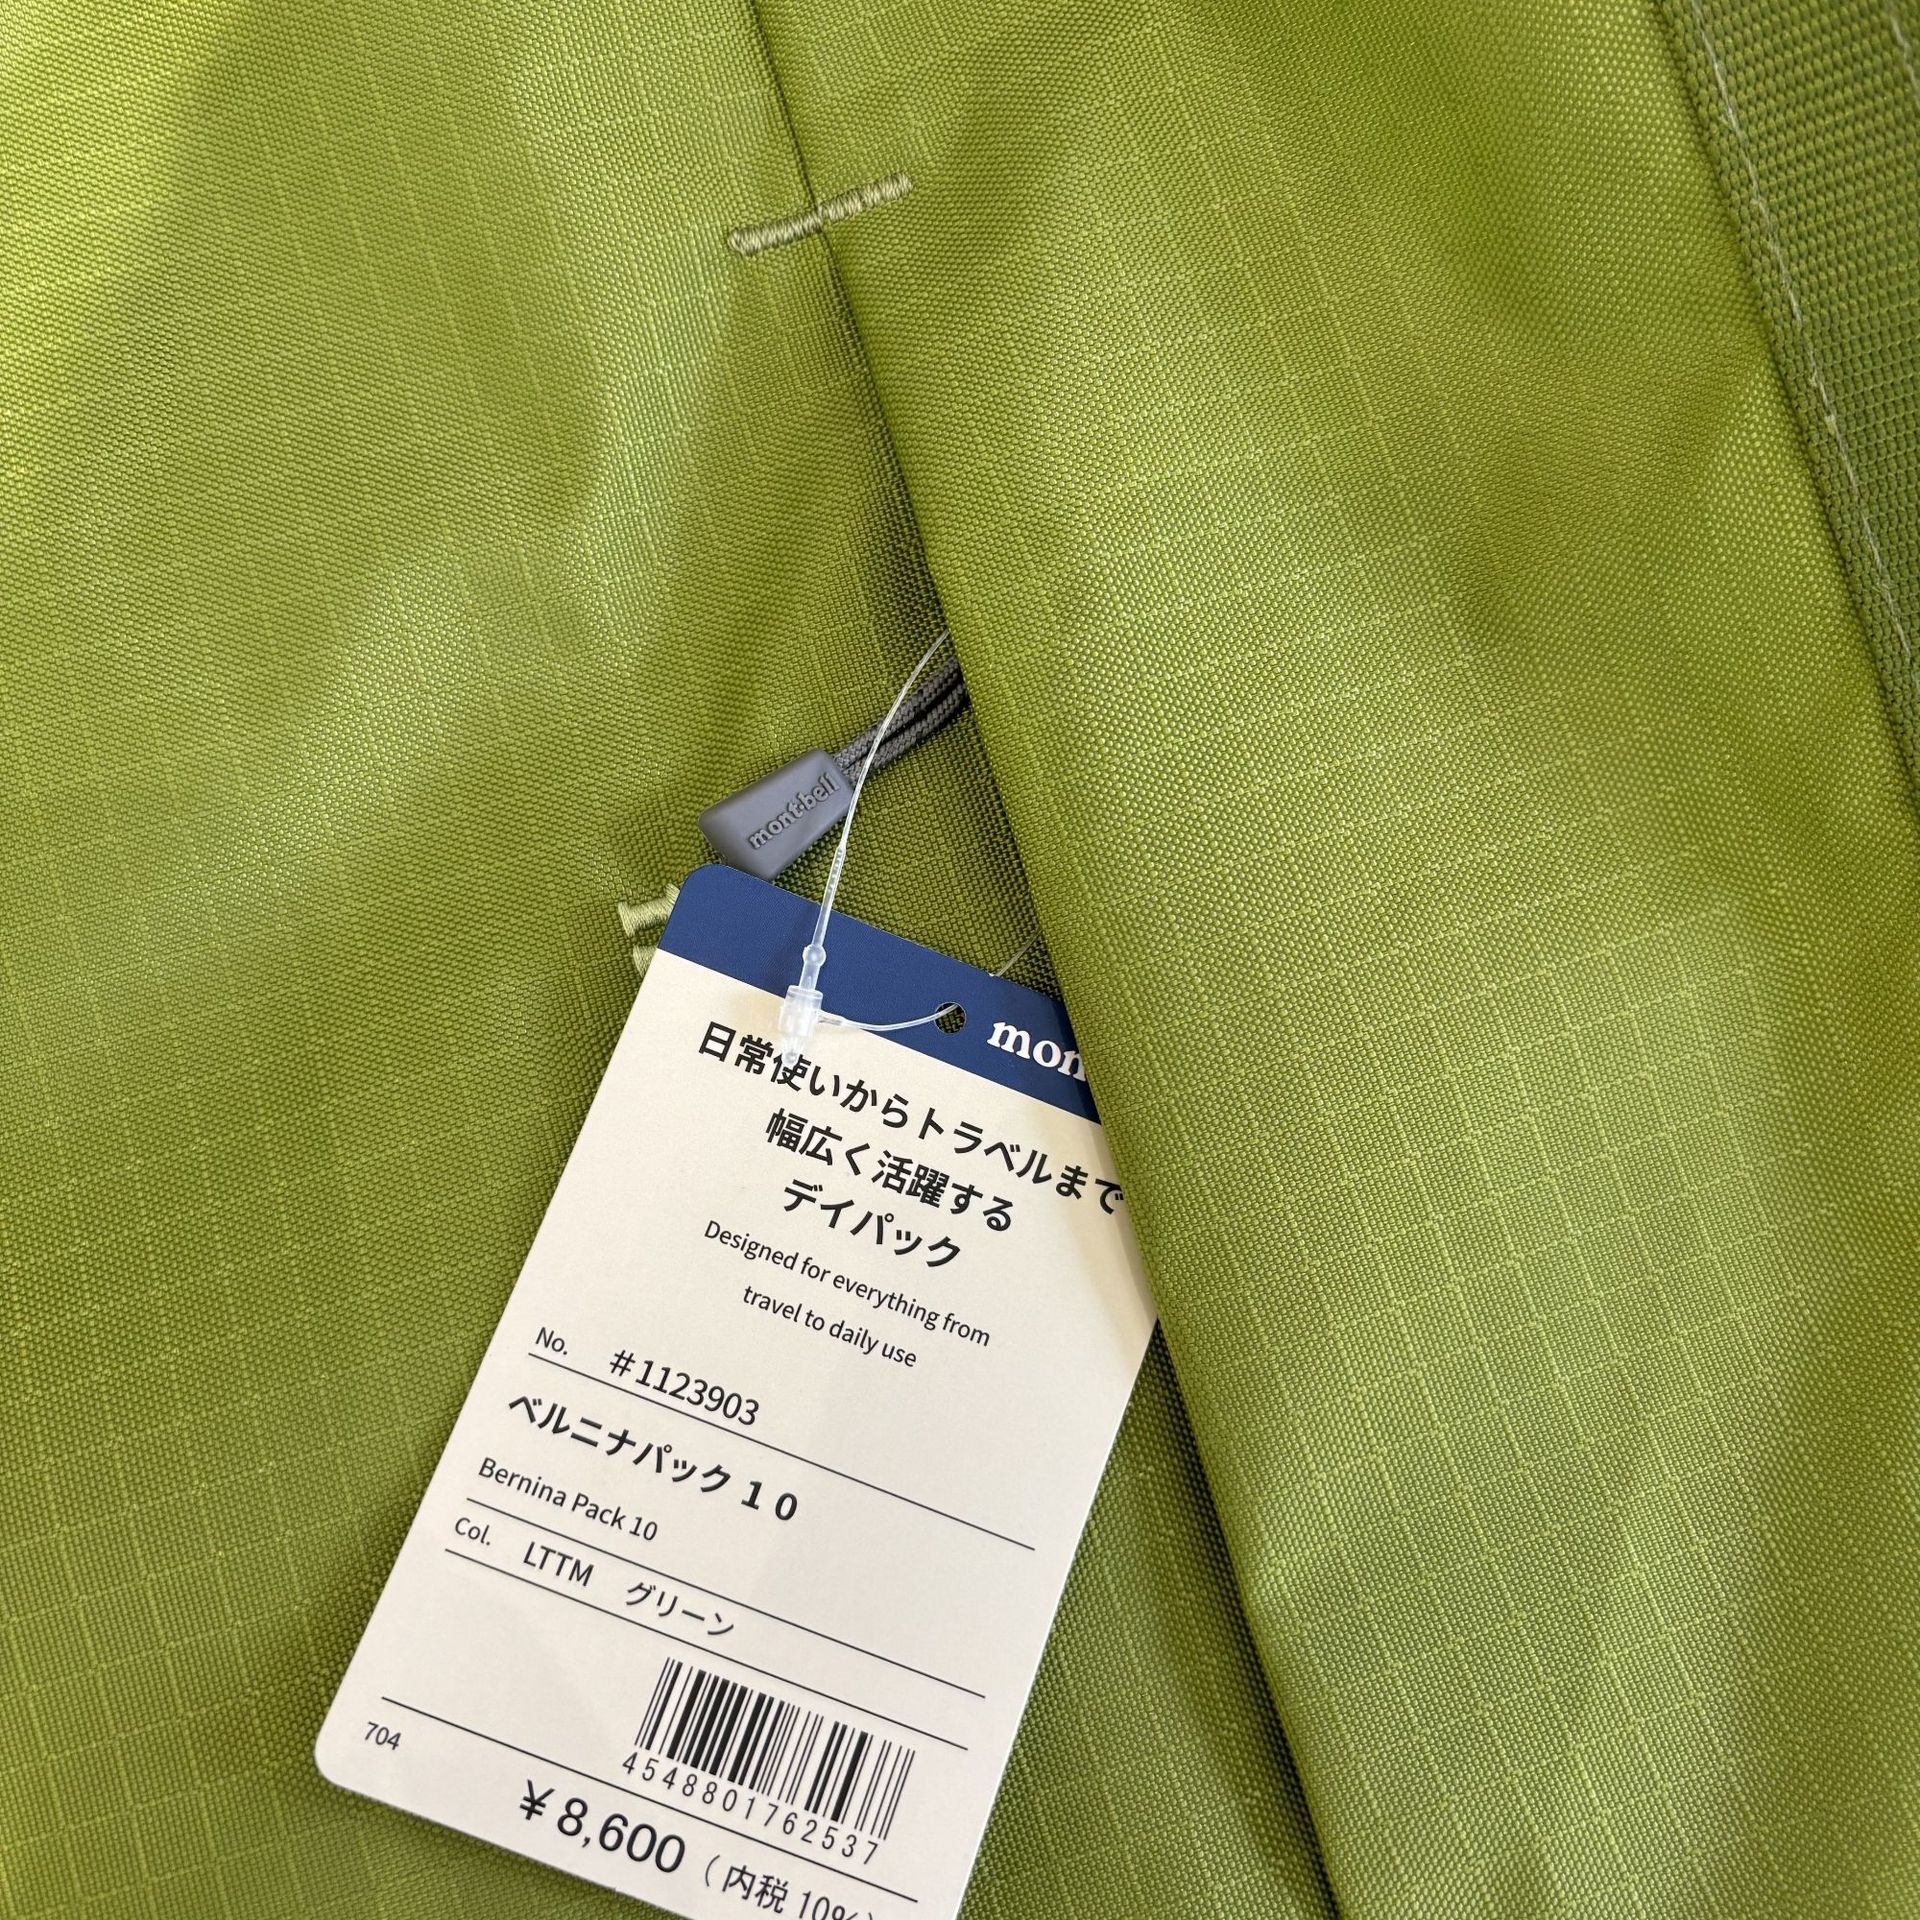 mont-bell
mon
日常使いからトラベルまで
幅広く活躍する
デイパック
Designed for everything from
travel to daily use
No. #1123903
ベルニナパック10
Bernina Pack 10
Col. LTTM グリーン
4548801762537
704
¥8,600(内税10%)